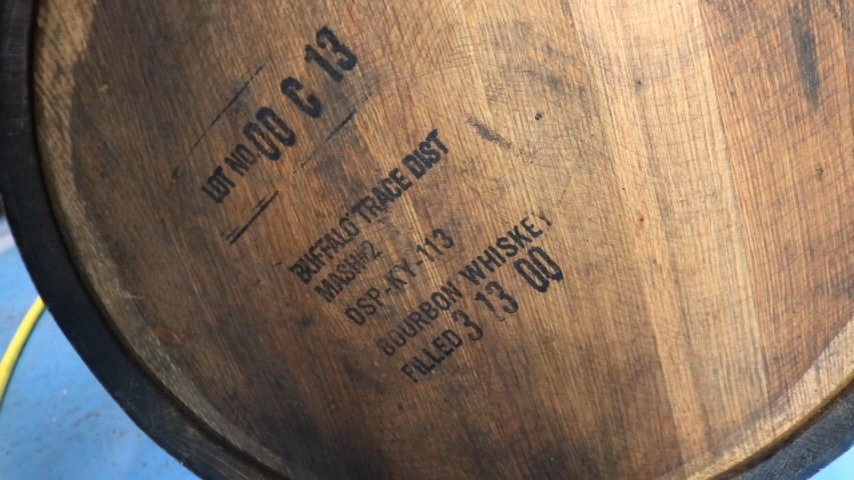 LOT NO. 00 C 13
BUFFALO TRACE DIST
MASH#2
DSP-KY-113
BOURBON WHISKEY
FILLED 3 13 00